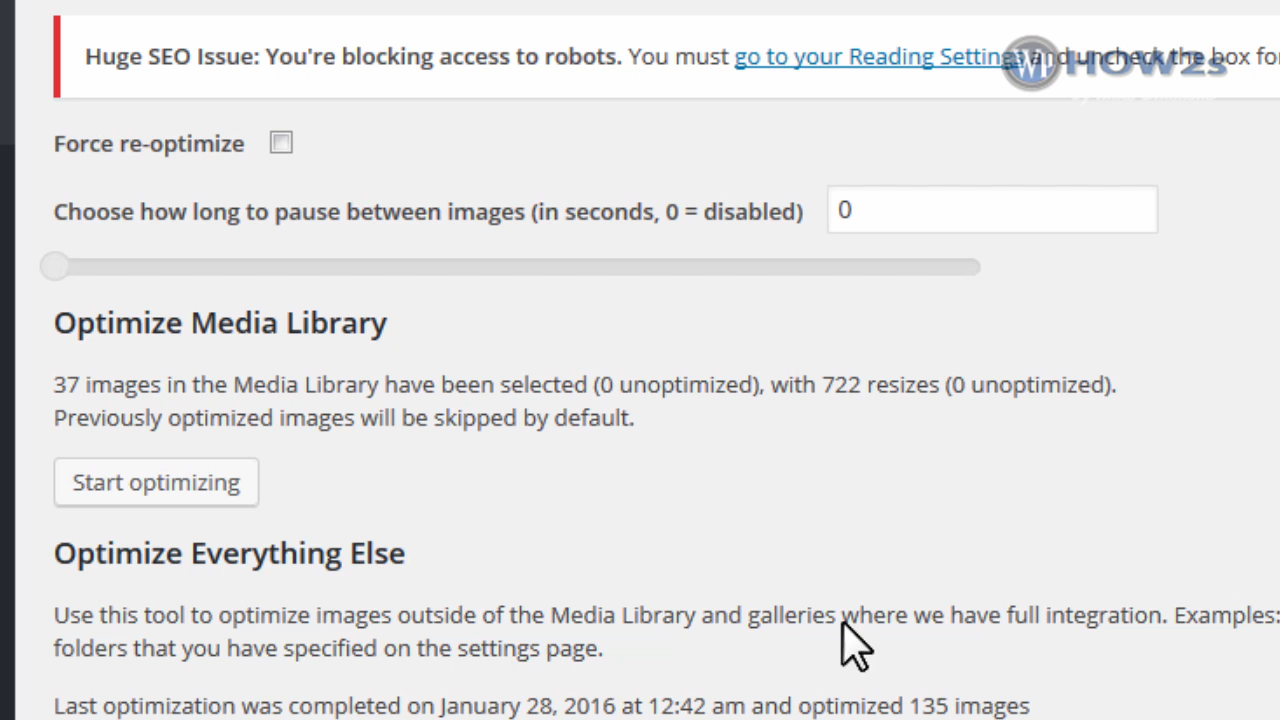 Huge SEO Issue: You're blocking access to robots. You must go to your Reading Settings and uncheck the box for
WP HOW2s
Force re-optimize
Choose how long to pause between images (in seconds, 0 = disabled) 0
Optimize Media Library
37 images in the Media Library have been selected (0 unoptimized), with 722 resizes (0 unoptimized).
Previously optimized images will be skipped by default.
Start optimizing
Optimize Everything Else
Use this tool to optimize images outside of the Media Library and galleries where we have full integration. Examples:
folders that you have specified on the settings page.
Last optimization was completed on January 28, 2016 at 12:42 am and optimized 135 images